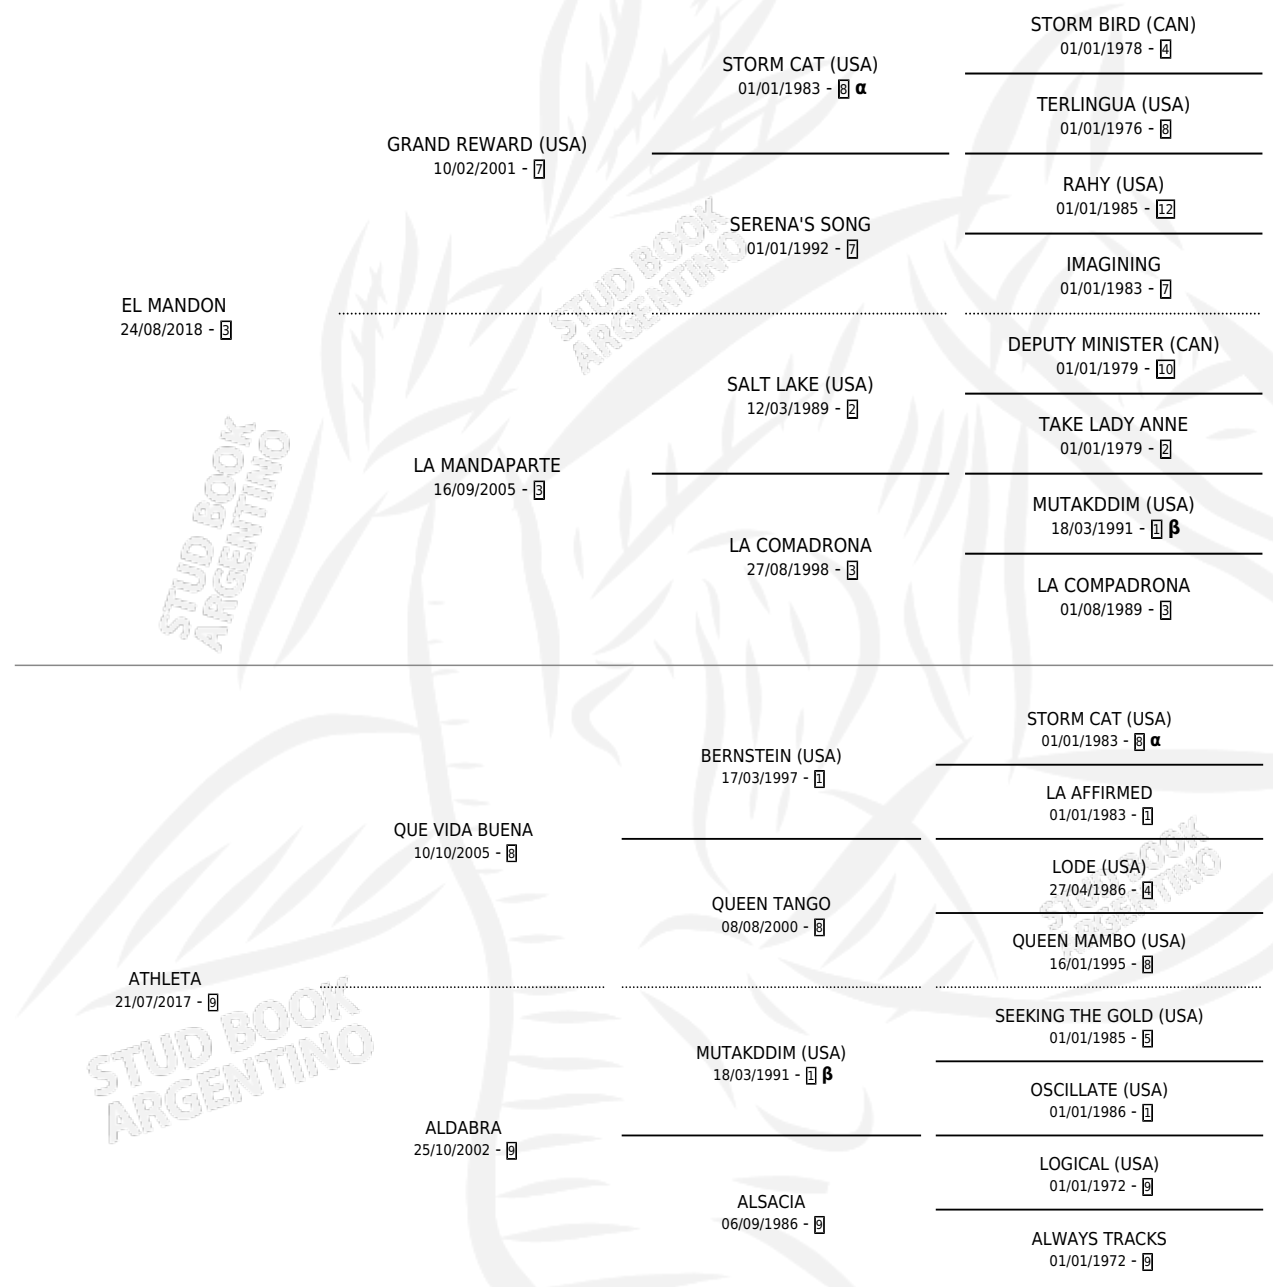 STORM BIRD (CAN)
01/01/1978 - 4
STORM CAT (USA)
01/01/1983 - 8 α
TERLINGUA (USA)
01/01/1976 - 8
GRAND REWARD (USA)
10/02/2001 - 7
RAHY (USA)
01/01/1985 - 12
SERENA'S SONG
01/01/1992 - 7
IMAGINING
01/01/1983 - 7
EL MANDON
24/08/2018 - 3
DEPUTY MINISTER (CAN)
01/01/1979 - 10
SALT LAKE (USA)
12/03/1989 - 2
TAKE LADY ANNE
01/01/1979 - 2
LA MANDAPARTE
16/09/2005 - 3
MUTAKDDIM (USA)
18/03/1991 - 1 β
LA COMADRONA
27/08/1998 - 3
LA COMPADRONA
01/08/1989 - 3
STUD BOOK
ARGENTINO
STUD BOOK
ARGENTINO
STORM CAT (USA)
01/01/1983 - 8 α
BERNSTEIN (USA)
17/03/1997 - 1
LA AFFIRMED
01/01/1983 - 1
QUE VIDA BUENA
10/10/2005 - 8
LODE (USA)
27/04/1986 - 4
QUEEN TANGO
08/08/2000 - 8
QUEEN MAMBO (USA)
16/01/1995 - 8
ATHLETA
21/07/2017 - 9
SEEKING THE GOLD (USA)
01/01/1985 - 5
MUTAKDDIM (USA)
18/03/1991 - 1 β
OSCILLATE (USA)
01/01/1986 - 1
ALDABRA
25/10/2002 - 9
LOGICAL (USA)
01/01/1972 - 9
ALSACIA
06/09/1986 - 9
ALWAYS TRACKS
01/01/1972 - 9
STUD BOOK
ARGENTINO
STUD BOOK
ARGENTINO